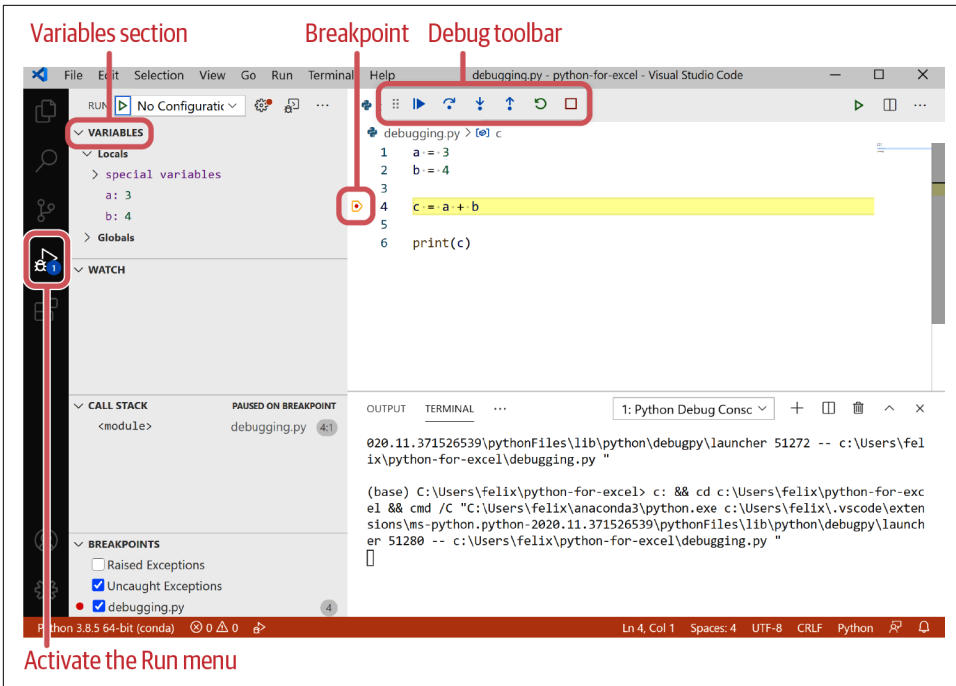 Variables section
Breakpoint
Debug toolbar
File Edit Selection View Go Run Terminal Help
debugging.py - python-for-excel - Visual Studio Code
RUN
No Configuratic
...
debugging.py > c
VARIABLES
Locals
special variables
a: 3
b: 4
Globals
WATCH
1 a = 3
2 b = 4
3
4 c = a + b
5
6 print(c)
1
CALL STACK
PAUSED ON BREAKPOINT
<module>
debugging.py 4:1
BREAKPOINTS
Raised Exceptions
Uncaught Exceptions
debugging.py 4
OUTPUT TERMINAL ...
1: Python Debug Consc
020.11.371526539\pythonFiles\lib\python\debugpy\launcher 51272 -- c:\Users\fel
ix\python-for-excel\debugging.py "
(base) C:\Users\felix\python-for-excel> c: && cd c:\Users\felix\python-for-exc
el && cmd /C "C:\Users\felix\anaconda3\python.exe c:\Users\felix\.vscode\exten
sions\ms-python.python-2020.11.371526539\pythonFiles\lib\python\debugpy\launch
er 51280 -- c:\Users\felix\python-for-excel\debugging.py "
Python 3.8.5 64-bit (conda) 0 0
Ln 4, Col 1 Spaces: 4 UTF-8 CRLF Python
Activate the Run menu